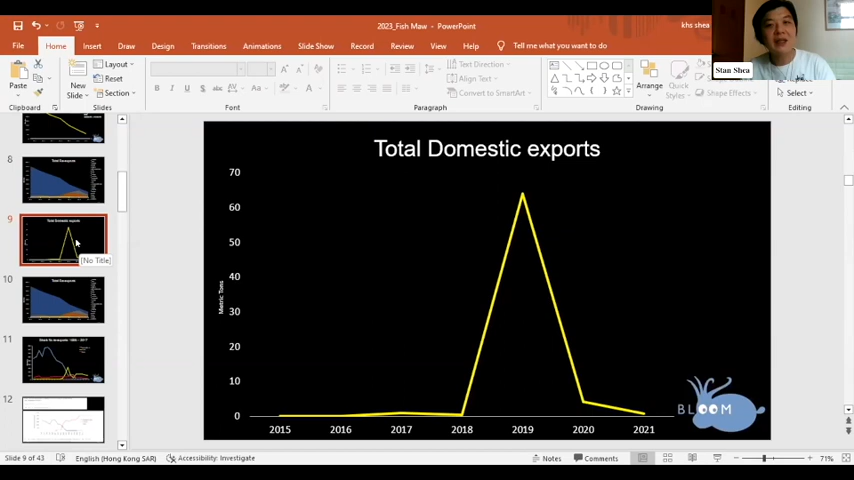 2023_Fish Maw - PowerPoint
khs shea
File Home Insert Draw Design Transitions Animations Slide Show Record Review View Help Tell me what you want to do
Paste
New
Slide
Layout
Reset
Section
B I U S
Aa
A
Text Direction
Align Text
Convert to SmartArt
Arrange
Quick
Styles
Shape Effects
Select
Clipboard
Slides
Font
Paragraph
Drawing
Editing
Stan Shea
8
9
[No Title]
10
11
12
Total Domestic exports
Metric Tons
70
60
50
40
30
20
10
0
2015 2016 2017 2018 2019 2020 2021
BLOOM
Slide 9 of 43
English (Hong Kong SAR)
Accessibility: Investigate
Notes
Comments
71%